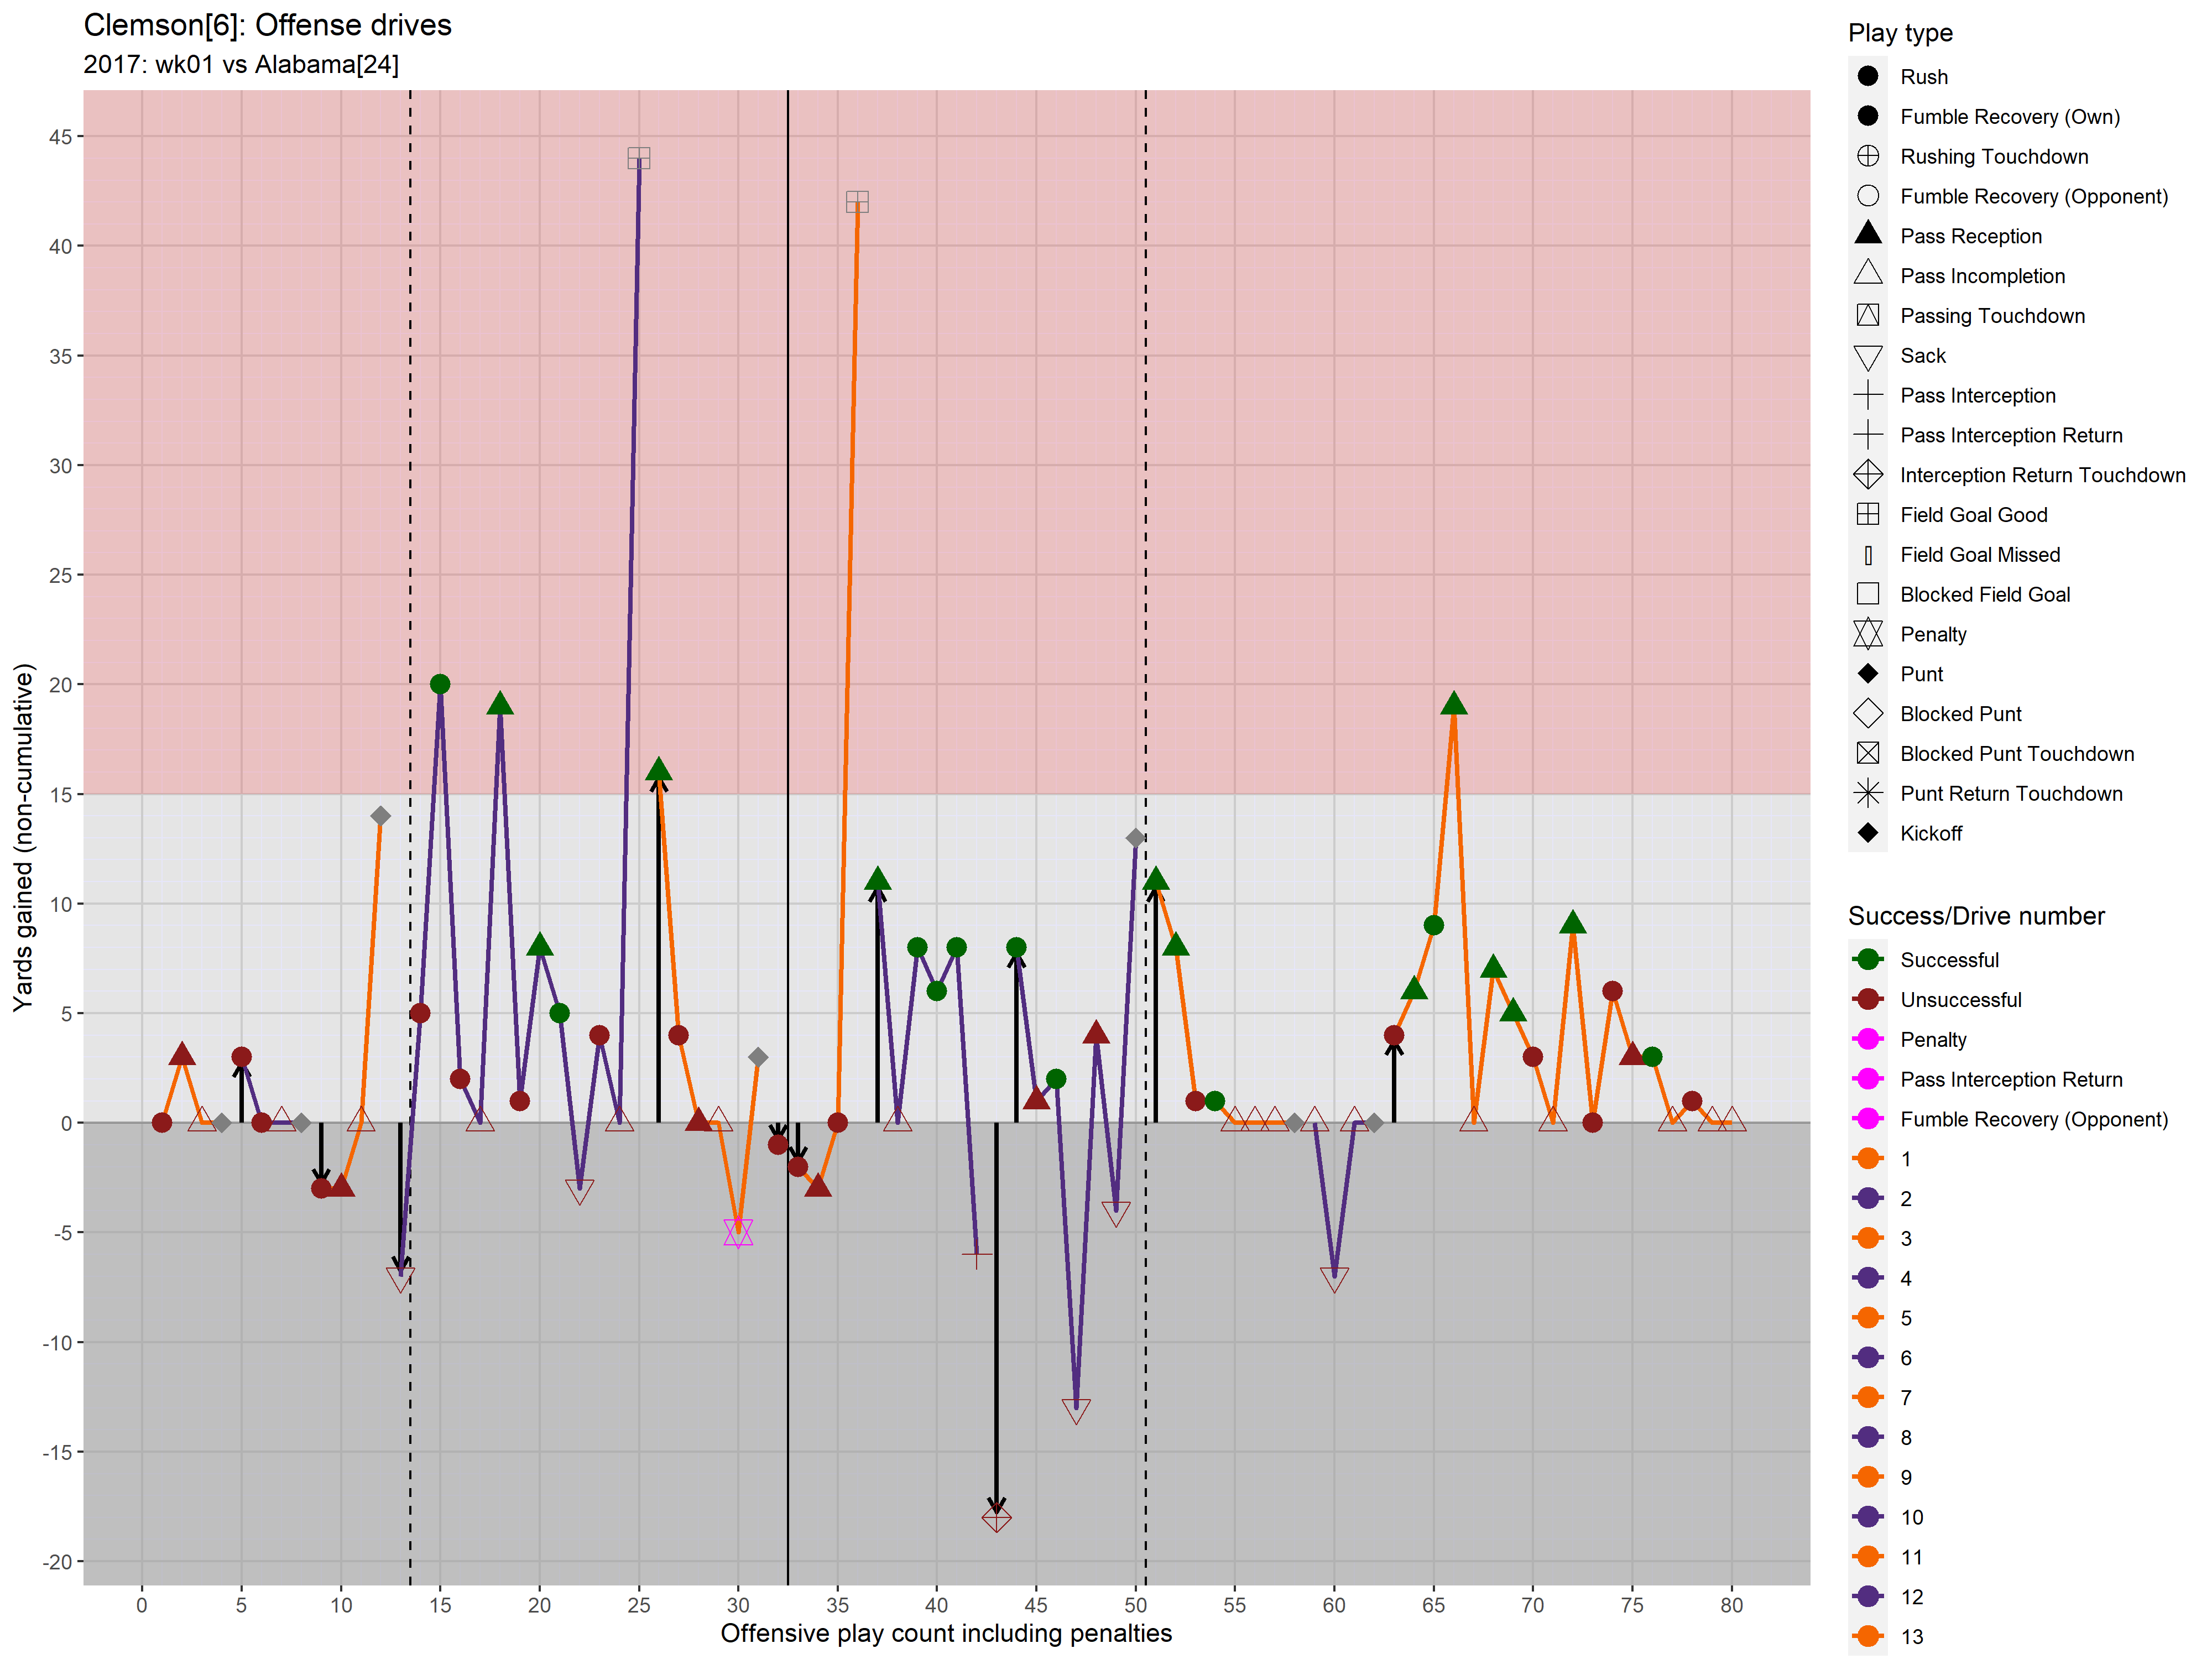 Clemson[6]: Offense drives
2017: wk01 vs Alabama[24]
Yards gained (non-cumulative)
45
40
35
30
25
20
15
10
5
0
-5
-10
-15
-20
0 5 10 15 20 25 30 35 40 45 50 55 60 65 70 75 80
Offensive play count including penalties
Play type
Rush
Fumble Recovery (Own)
Rushing Touchdown
Fumble Recovery (Opponent)
Pass Reception
Pass Incompletion
Passing Touchdown
Sack
Pass Interception
Pass Interception Return
Interception Return Touchdown
Field Goal Good
Field Goal Missed
Blocked Field Goal
Penalty
Punt
Blocked Punt
Blocked Punt Touchdown
Punt Return Touchdown
Kickoff
Success/Drive number
Successful
Unsuccessful
Penalty
Pass Interception Return
Fumble Recovery (Opponent)
1
2
3
4
5
6
7
8
9
10
11
12
13